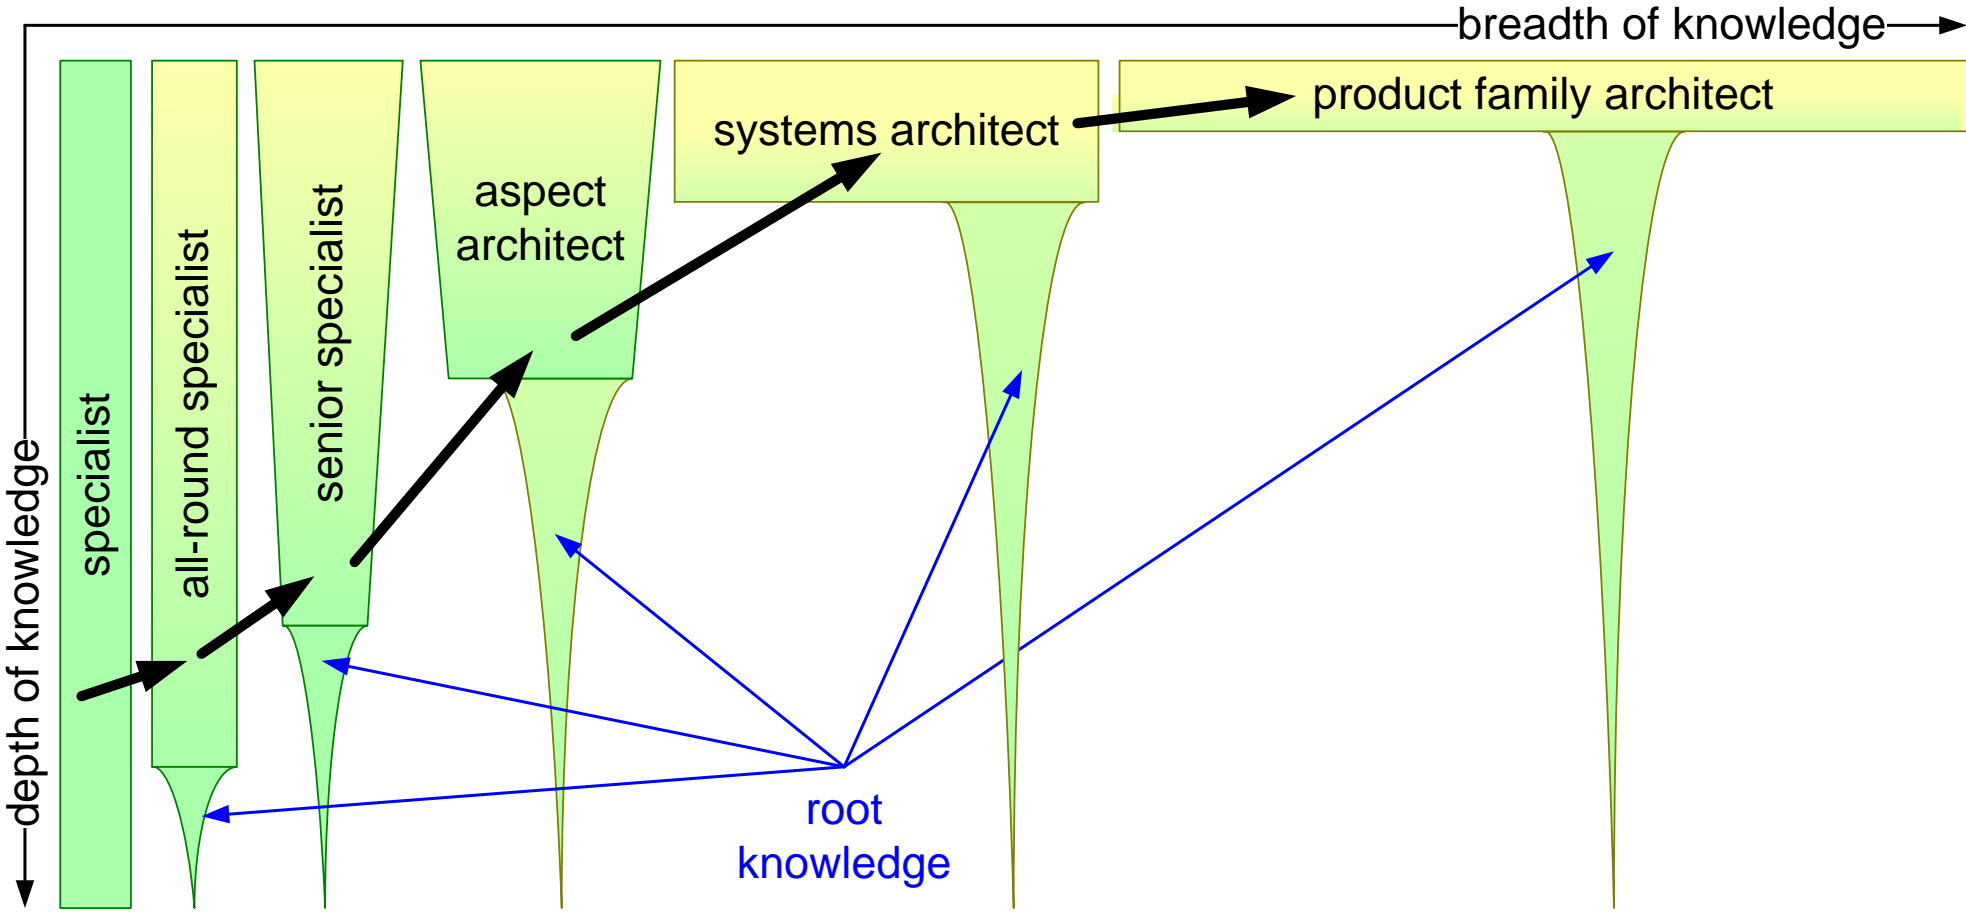 breadth of knowledge
depth of knowledge
specialist
all-round specialist
senior specialist
aspect
architect
systems architect
product family architect
root
knowledge